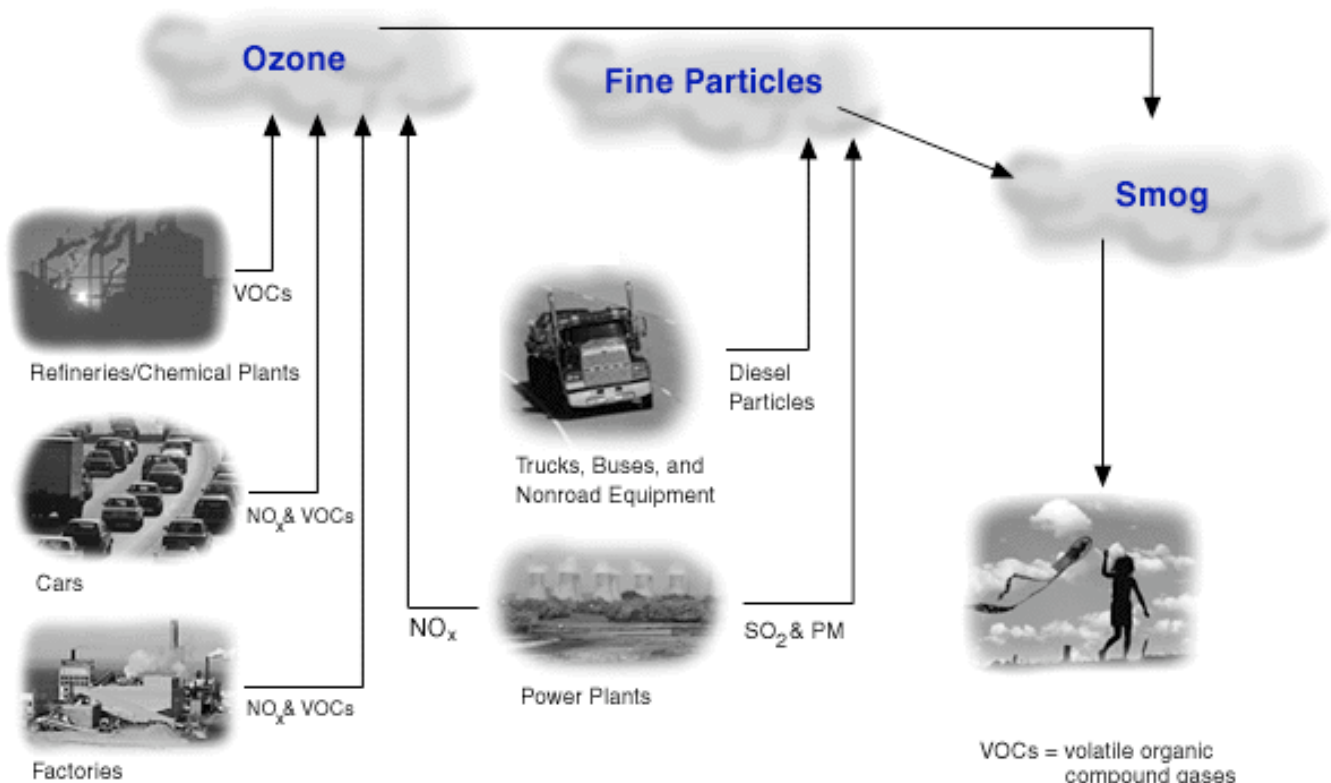 Ozone
Fine Particles
Smog
VOCs
Refineries/Chemical Plants
Diesel
Particles
Trucks, Buses, and
Nonroad Equipment
NOx & VOCs
Cars
NOx
SO2 & PM
Power Plants
NOx & VOCs
Factories
VOCs = volatile organic
compound gases